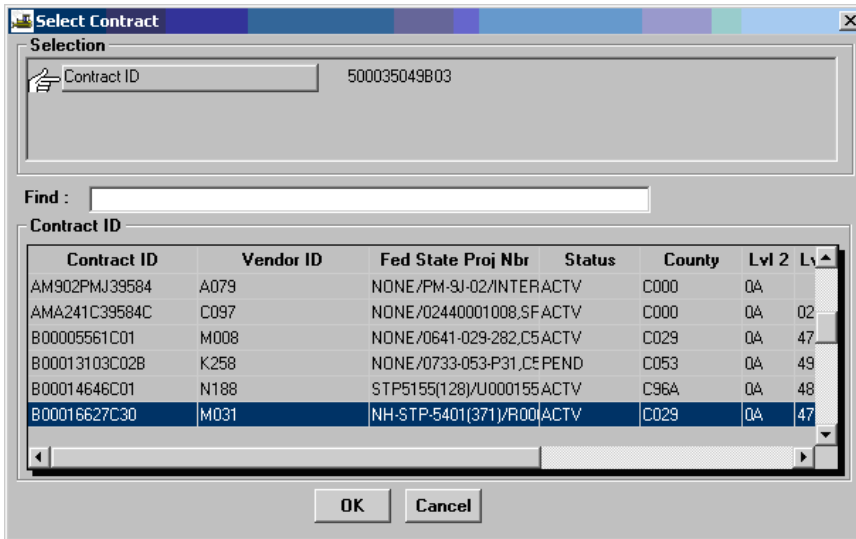 Select Contract
Selection
Contract ID 500035049B03
Find :
Contract ID
Contract ID Vendor ID Fed State Proj Nbr Status County Lvl 2 Lv
AM902PMJ39584 A079 NONE/PM-9J-02/INTER ACTV C000 0A
AMA241C39584C C097 NONE/02440001008,SF ACTV C000 0A 02
B00005561C01 M008 NONE/0641-029-282,C5 ACTV C029 0A 47
B00013103C02B K258 NONE/0733-053-P31,C5 PEND C053 0A 49
B00014646C01 N188 STP5155(128)/U000155 ACTV C96A 0A 48
B00016627C30 M031 NH-STP-5401(371)/R00 ACTV C029 0A 47
OK Cancel